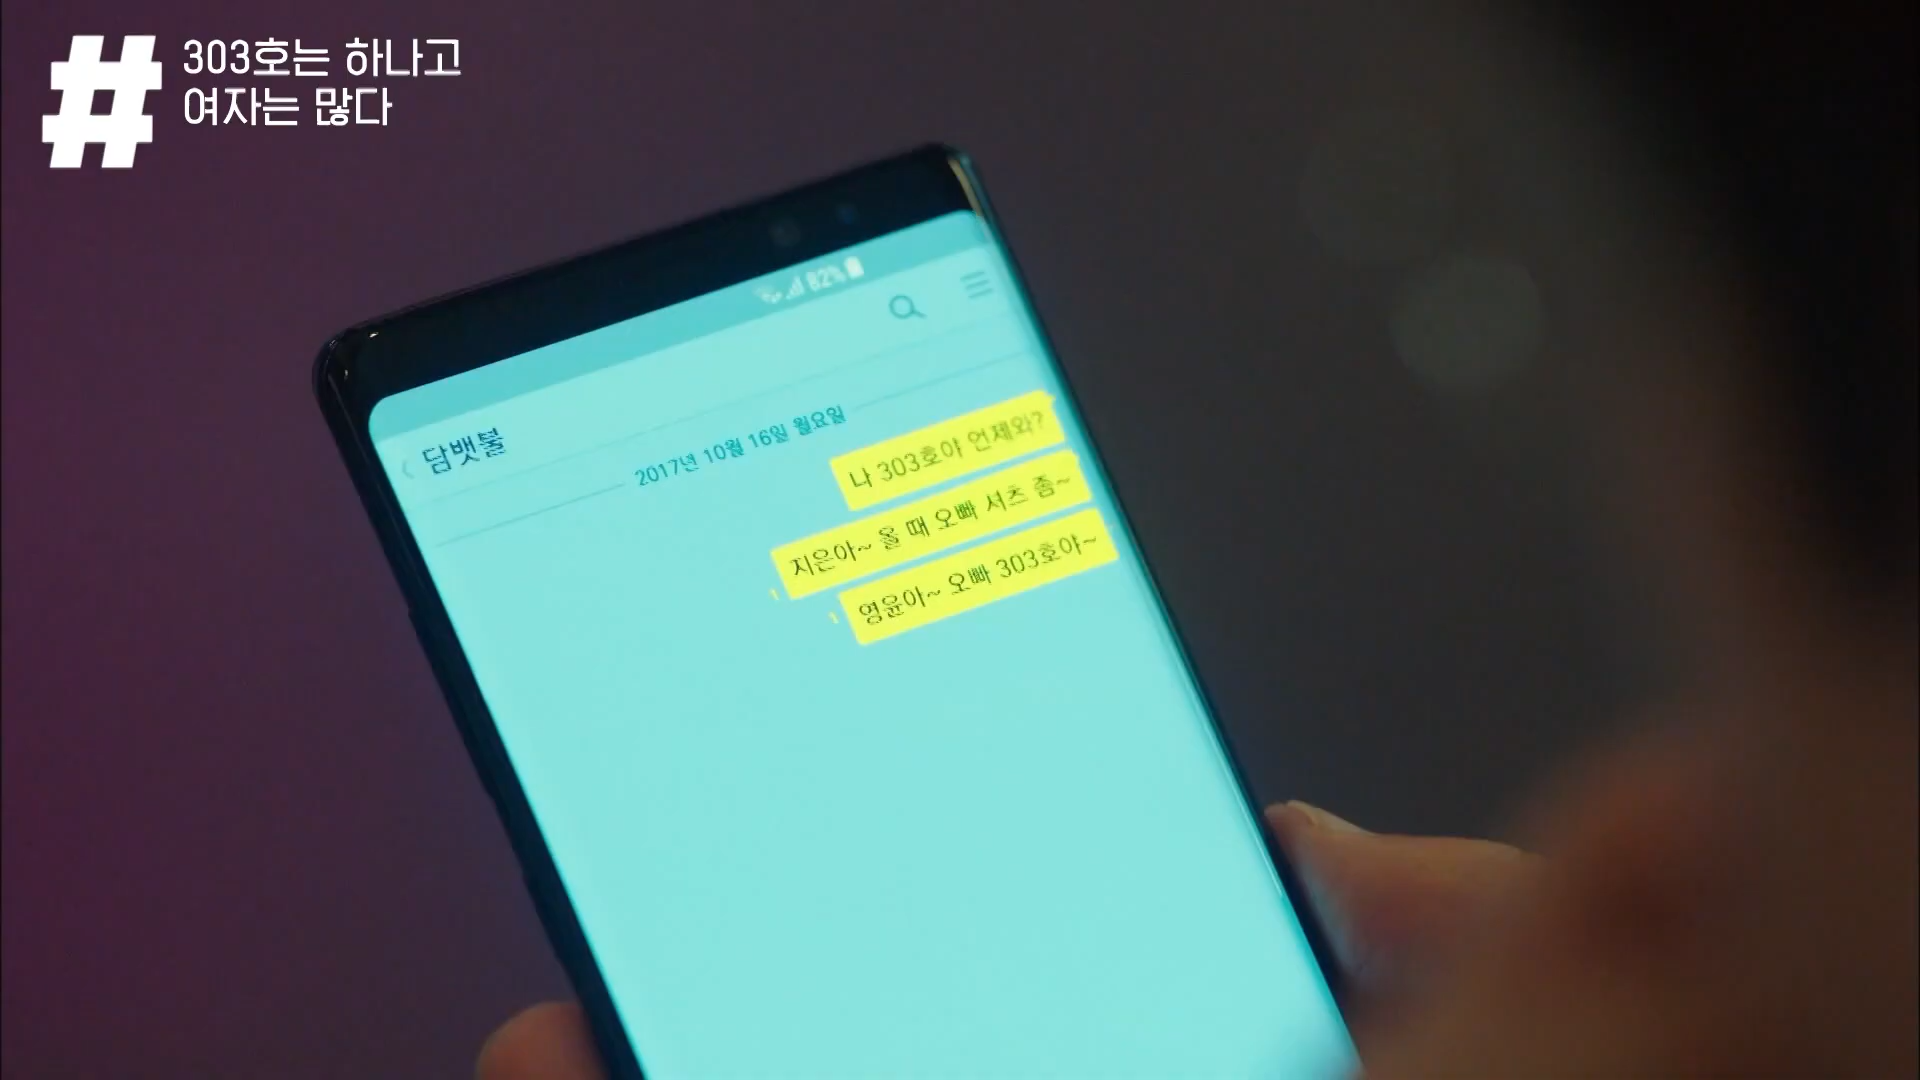 #
303호는 하나고
여자는 많다
82%
담뱃불
2017년 10월 16일 월요일
나 303호야 언제와?
지은아~ 올 때 오빠 셔츠 좀~
1
영윤아~ 오빠 303호야~
1